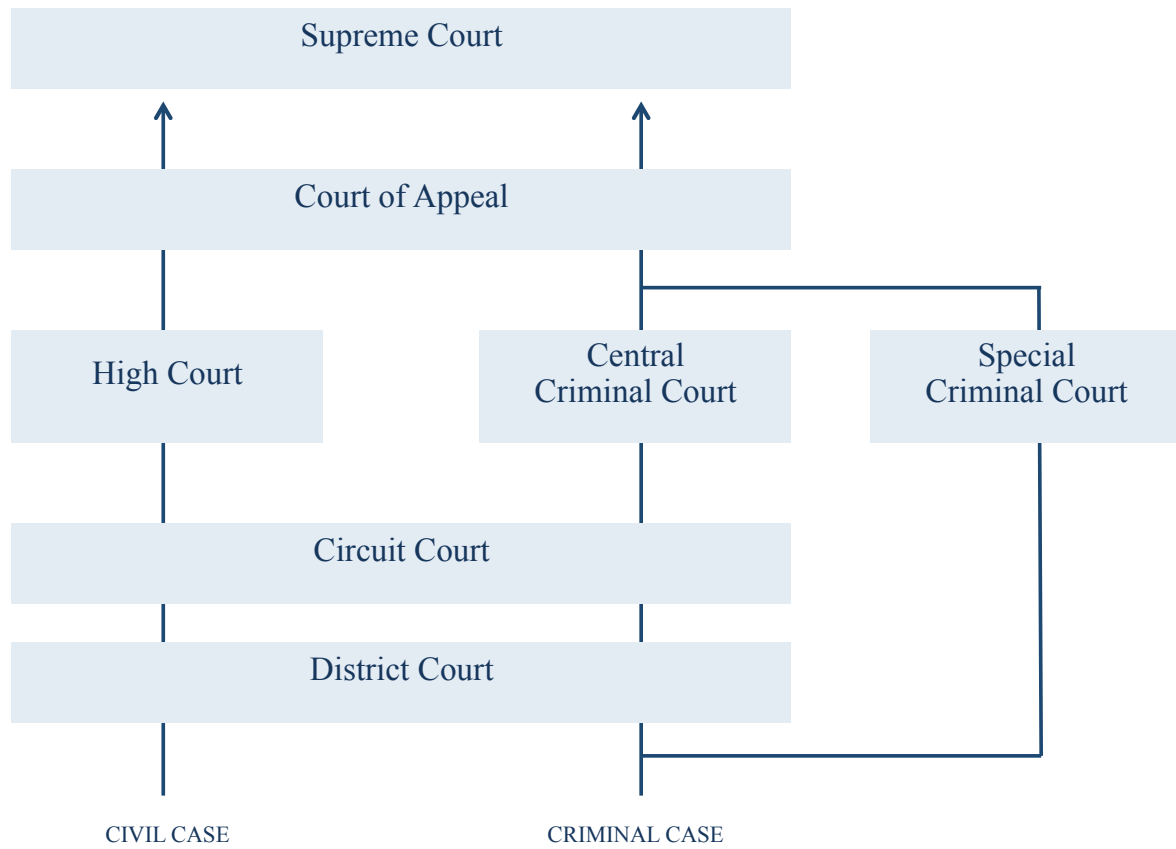 Supreme Court
Court of Appeal
High Court
Central
Criminal Court
Special
Criminal Court
Circuit Court
District Court
CIVIL CASE
CRIMINAL CASE